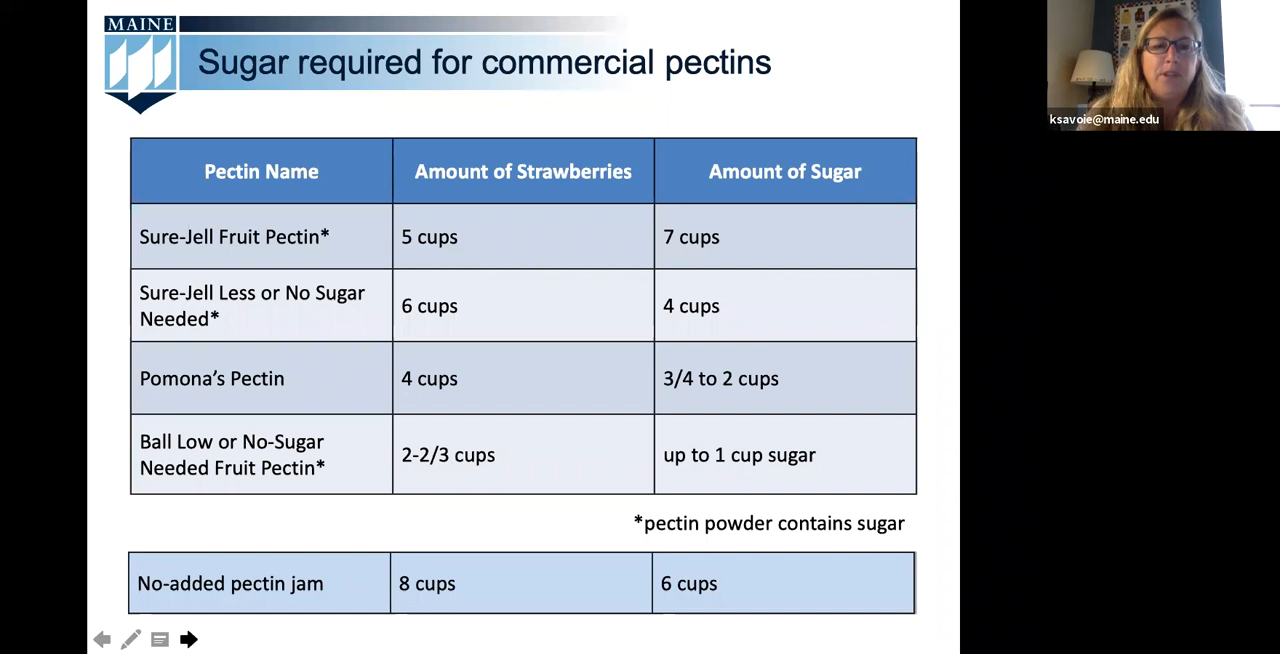 MAINE
Sugar required for commercial pectins
ksavoie@maine.edu
Pectin Name Amount of Strawberries Amount of Sugar
Sure-Jell Fruit Pectin* 5 cups 7 cups
Sure-Jell Less or No Sugar
Needed* 6 cups 4 cups
Pomona’s Pectin 4 cups 3/4 to 2 cups
Ball Low or No-Sugar
Needed Fruit Pectin* 2-2/3 cups up to 1 cup sugar
*pectin powder contains sugar
No-added pectin jam 8 cups 6 cups